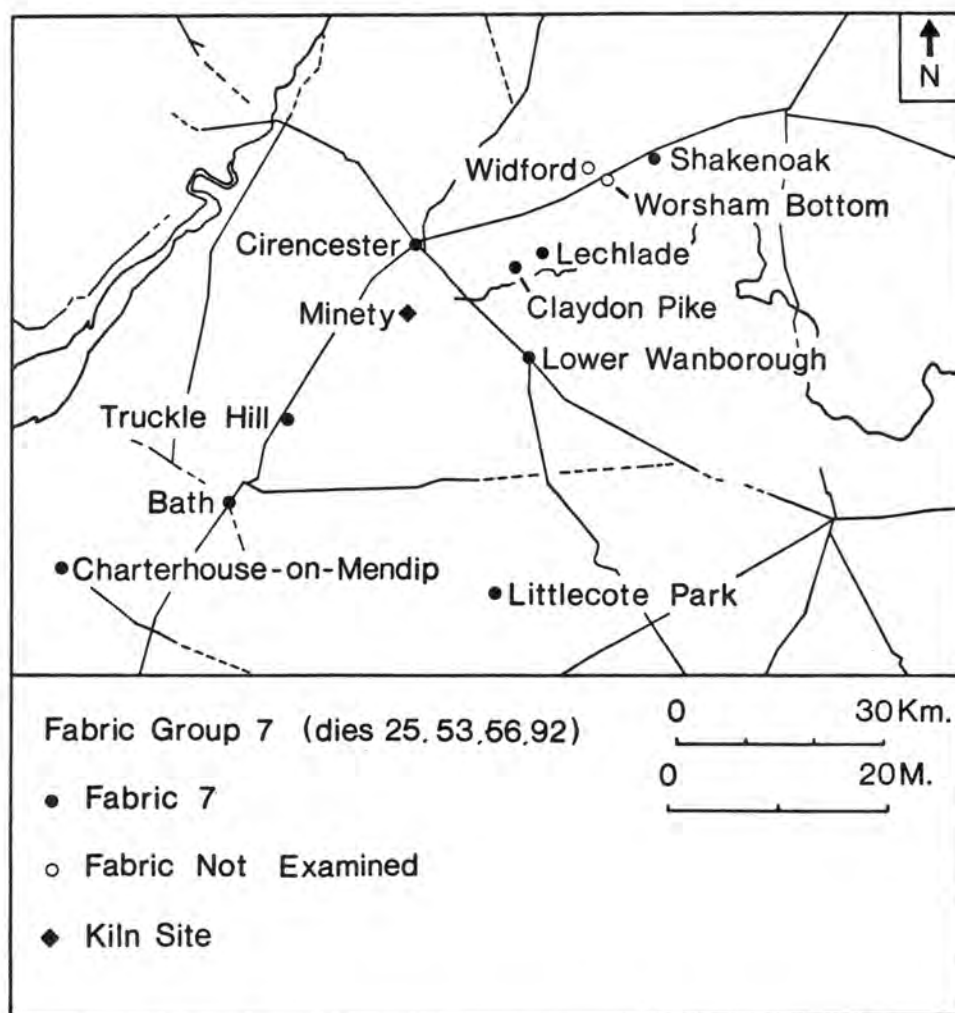 N
Widford
Shakenoak
Worsham Bottom
Cirencester
Lechlade
Claydon Pike
Minety
Lower Wanborough
Truckle Hill
Bath
Charterhouse-on-Mendip
Littlecote Park
Fabric Group 7 (dies 25, 53, 66, 92)
0 30 Km.
0 20 M.
Fabric 7
Fabric Not Examined
Kiln Site